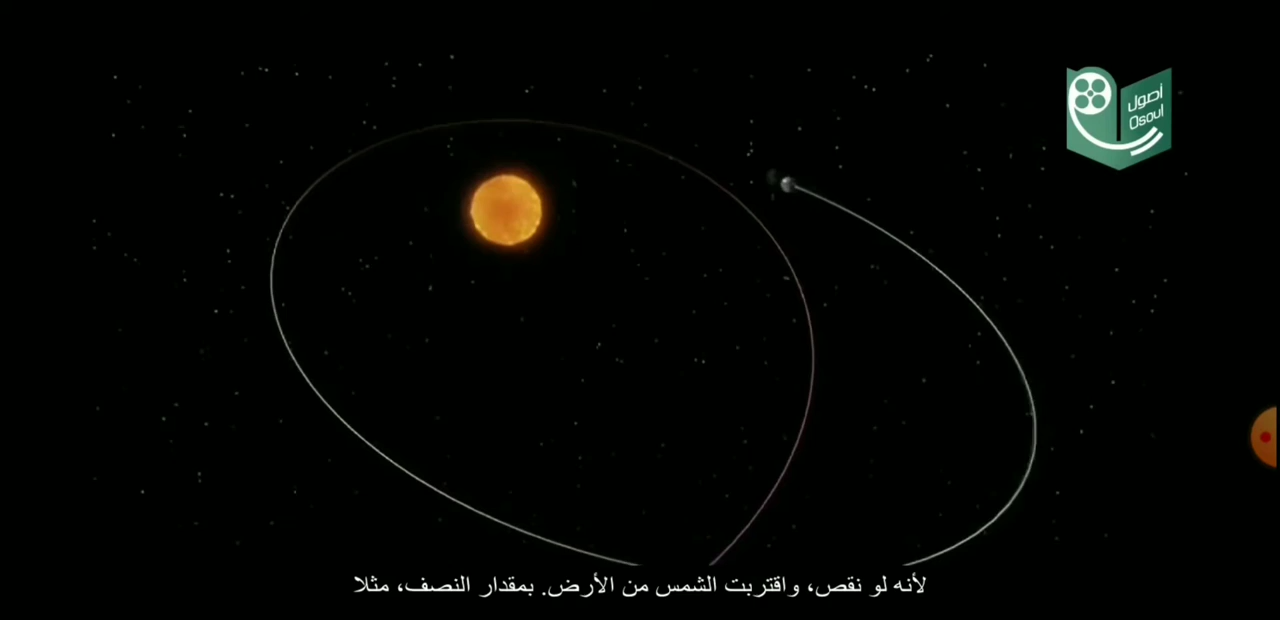 أصول
Osoul
لأنه لو نقص، واقتربت الشمس من الأرض. بمقدار النصف، مثلا